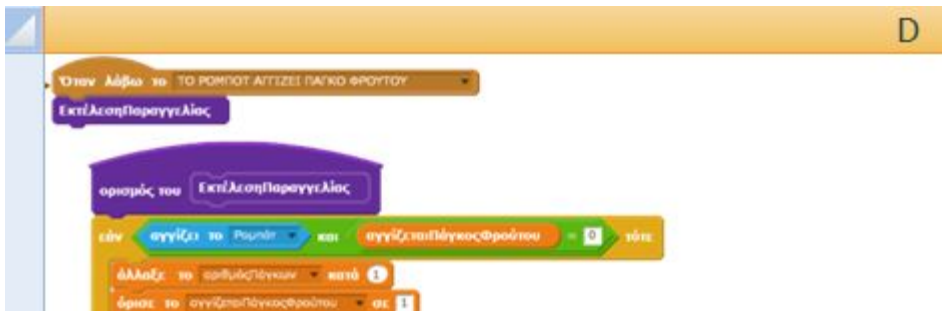 D
Όταν λάβω το ΤΟ ΡΟΜΠΟΤ ΑΓΓΙΖΕΙ ΠΑΓΚΟ ΦΡΟΥΤΟΥ
ΕκτέλεσηΠαραγγελίας
ορισμός του ΕκτέλεσηΠαραγγελίας
εάν αγγίζει το Ρομπότ και αγγίζεταιΠάγκοςΦρούτου = 0 τότε
άλλαξε το αριθμόςΠάγκων κατά 1
όρισε το αγγίζεταιΠάγκοςΦρούτου σε 1